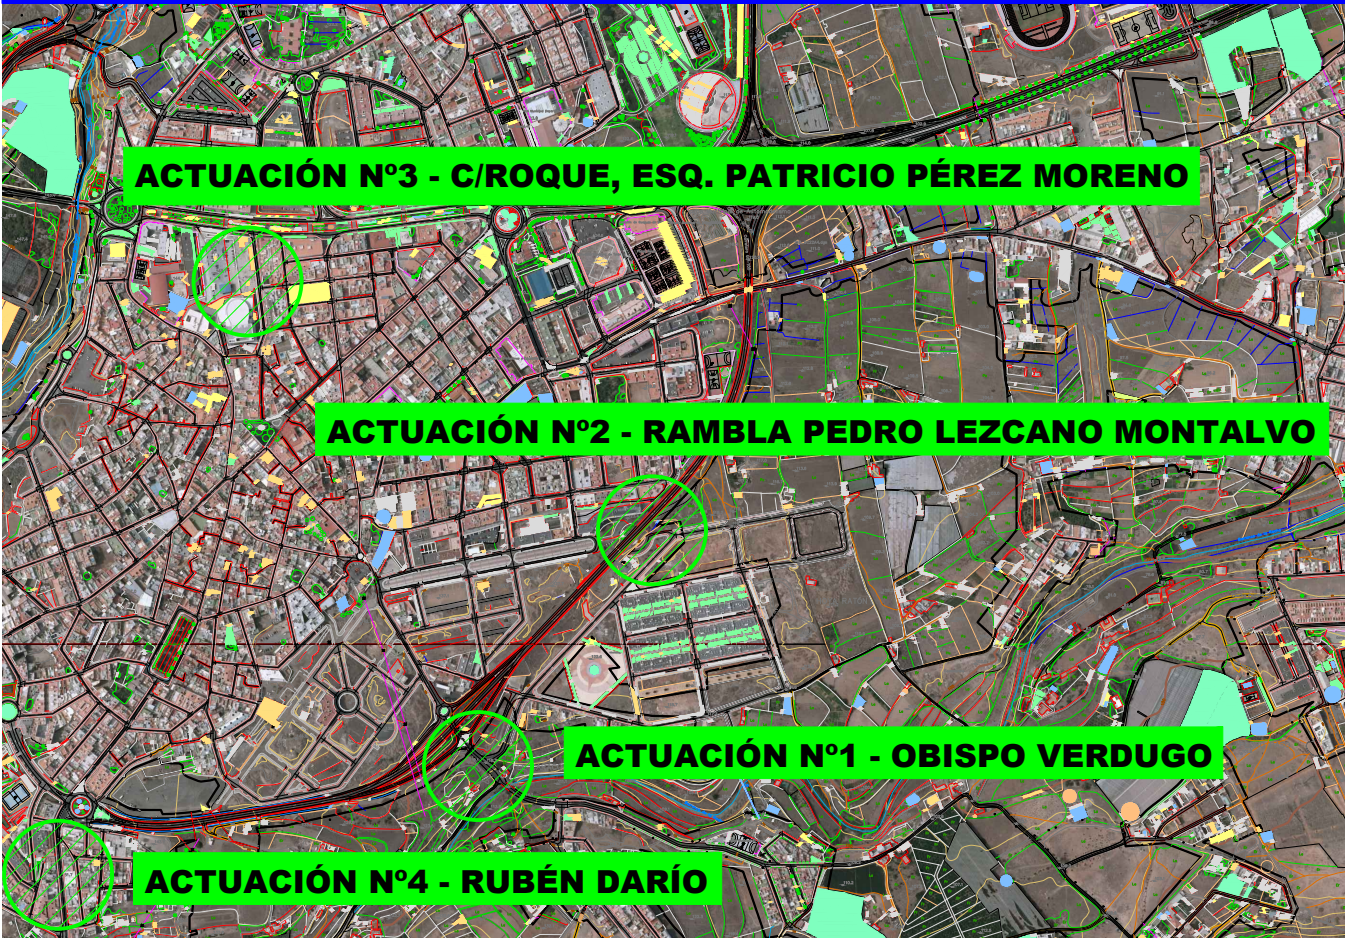 ACTUACIÓN Nº3 - C/ROQUE, ESQ. PATRICIO PÉREZ MORENO
ACTUACIÓN Nº2 - RAMBLA PEDRO LEZCANO MONTALVO
ACTUACIÓN Nº1 - OBISPO VERDUGO
ACTUACIÓN Nº4 - RUBÉN DARÍO